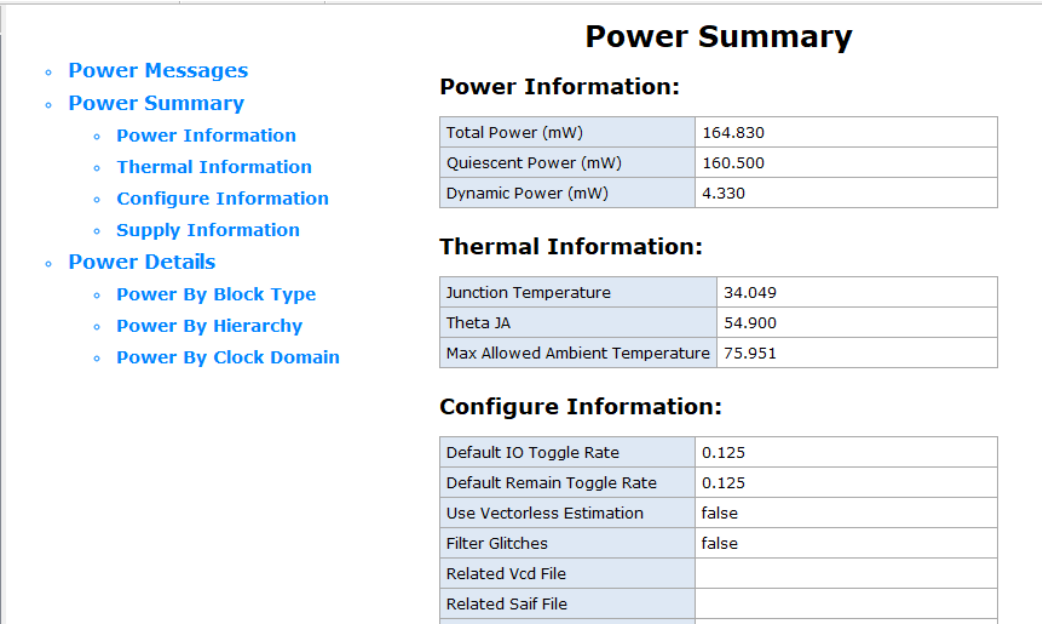 Power Summary
Power Messages
Power Summary
Power Information
Thermal Information
Configure Information
Supply Information
Power Details
Power By Block Type
Power By Hierarchy
Power By Clock Domain
Power Information:
Total Power (mW) 164.830
Quiescent Power (mW) 160.500
Dynamic Power (mW) 4.330
Thermal Information:
Junction Temperature 34.049
Theta JA 54.900
Max Allowed Ambient Temperature 75.951
Configure Information:
Default IO Toggle Rate 0.125
Default Remain Toggle Rate 0.125
Use Vectorless Estimation false
Filter Glitches false
Related Vcd File
Related Saif File